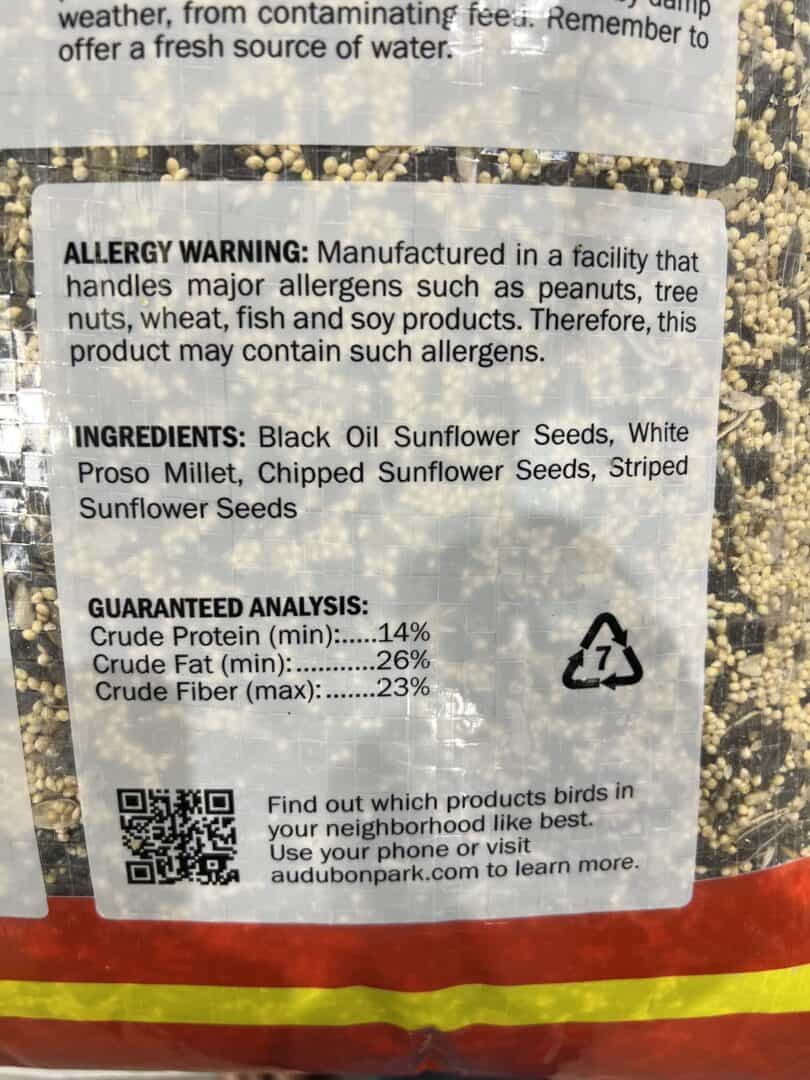 damp
weather, from contaminating feed. Remember to
offer a fresh source of water.
ALLERGY WARNING: Manufactured in a facility that
handles major allergens such as peanuts, tree
nuts, wheat, fish and soy products. Therefore, this
product may contain such allergens.
INGREDIENTS: Black Oil Sunflower Seeds, White
Proso Millet, Chipped Sunflower Seeds, Striped
Sunflower Seeds
GUARANTEED ANALYSIS:
Crude Protein (min):.....14%
Crude Fat (min):...........26%
Crude Fiber (max):.......23%
7
Find out which products birds in
your neighborhood like best.
Use your phone or visit
audubonpark.com to learn more.